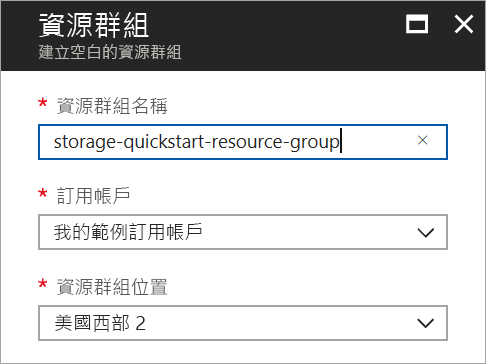 資源群組
建立空白的資源群組
* 資源群組名稱
storage-quickstart-resource-group
* 訂用帳戶
我的範例訂用帳戶
* 資源群組位置
美國西部 2